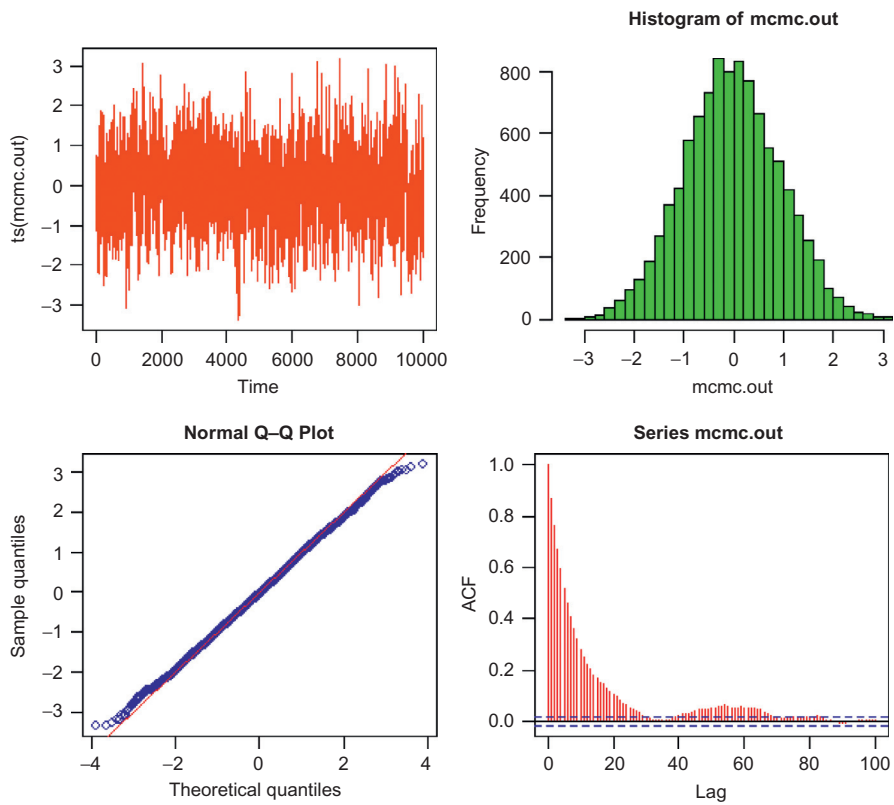 ts(mcmc.out)
3
2
1
0
−1
−2
−3
0 2000 4000 6000 8000 10000
Time
Histogram of mcmc.out
Frequency
800
600
400
200
0
−3 −2 −1 0 1 2 3
mcmc.out
Normal Q–Q Plot
Sample quantiles
3
2
1
0
−1
−2
−3
−4 −2 0 2 4
Theoretical quantiles
Series mcmc.out
ACF
1.0
0.8
0.6
0.4
0.2
0.0
0 20 40 60 80 100
Lag